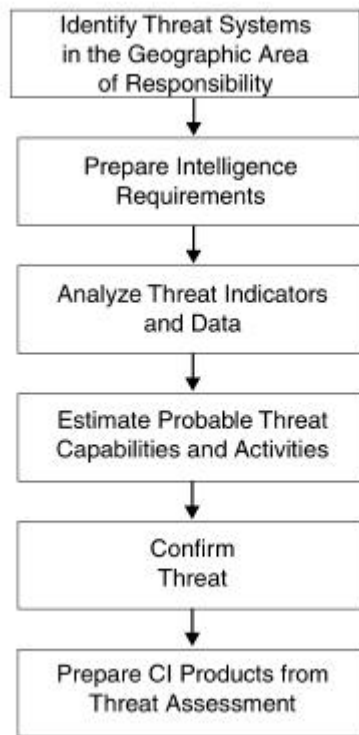 Identify Threat Systems
in the Geographic Area
of Responsibility
Prepare Intelligence
Requirements
Analyze Threat Indicators
and Data
Estimate Probable Threat
Capabilities and Activities
Confirm
Threat
Prepare CI Products from
Threat Assessment